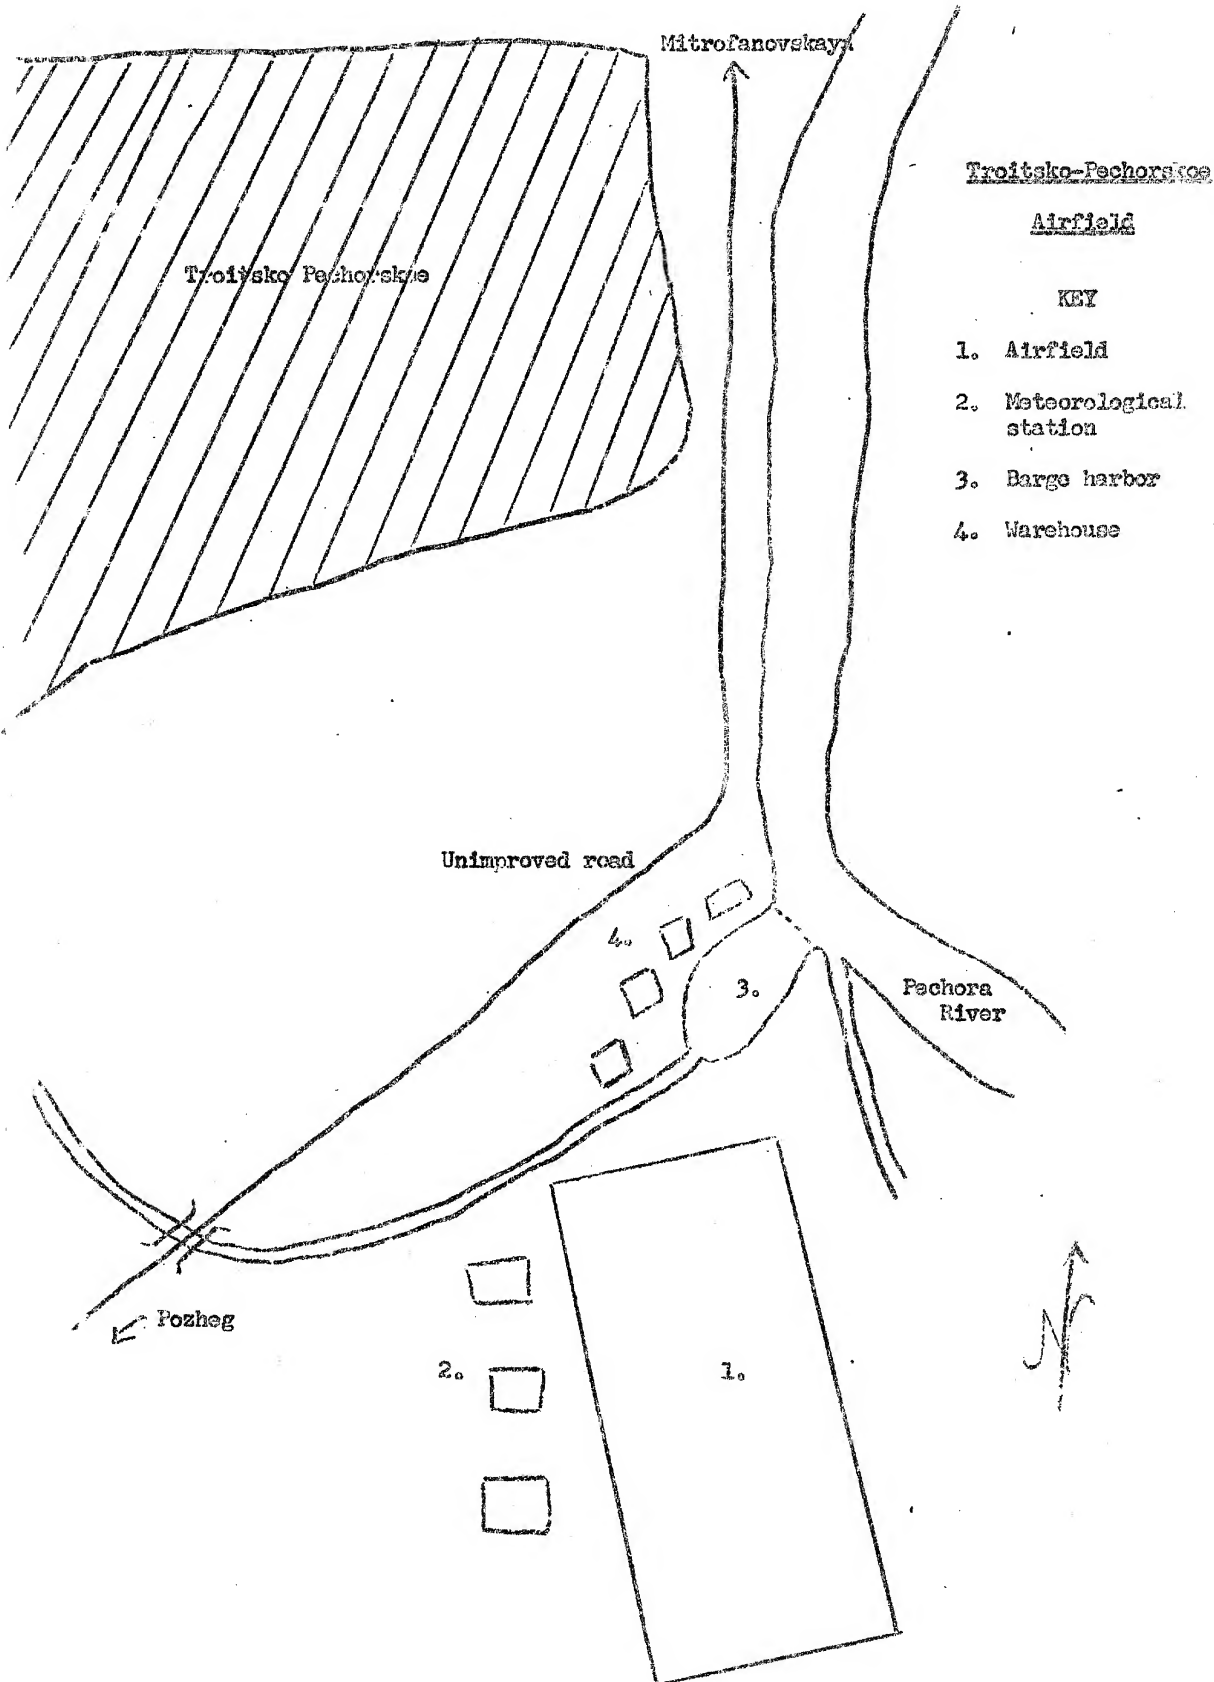 Mitrofanovskaya
Troitsko-Pechorskoe
Airfield
KEY
1. Airfield
2. Meteorological
station
3. Barge harbor
4. Warehouse
Troitsko Pechorskoe
Unimproved road
4.
3.
Pechora
River
Pozheg
2.
1.
N